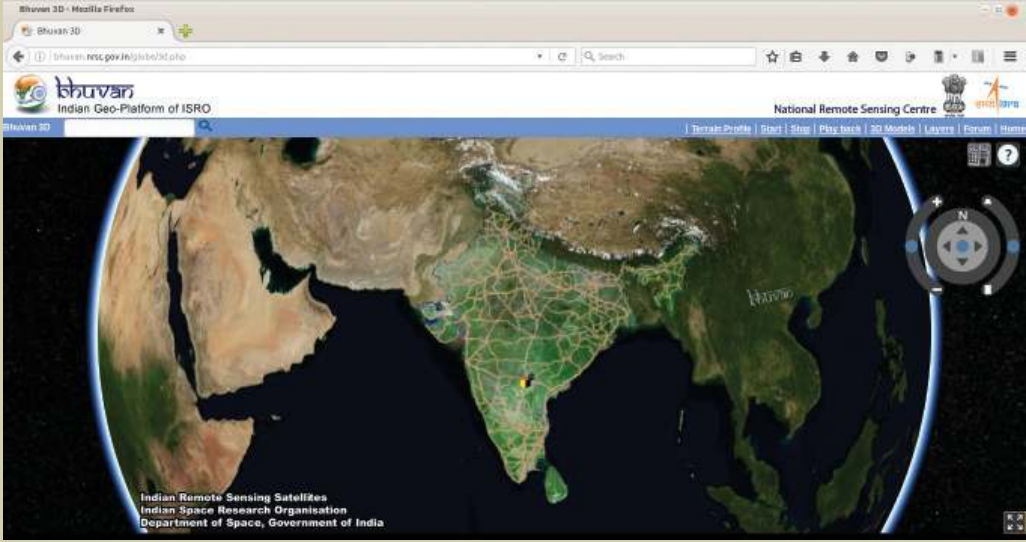 Bhuvan 3D - Mozilla Firefox
Bhuvan 3D
bhuvan.nrsc.gov.in/globe/3d.php
Search
bhuvan
Indian Geo-Platform of ISRO
National Remote Sensing Centre
Bhuvan 3D
| Terrain Profile | Start | Stop | Play back | 3D Models | Layers | Forum | Home
N
bhuvan
Indian Remote Sensing Satellites
Indian Space Research Organisation
Department of Space, Government of India